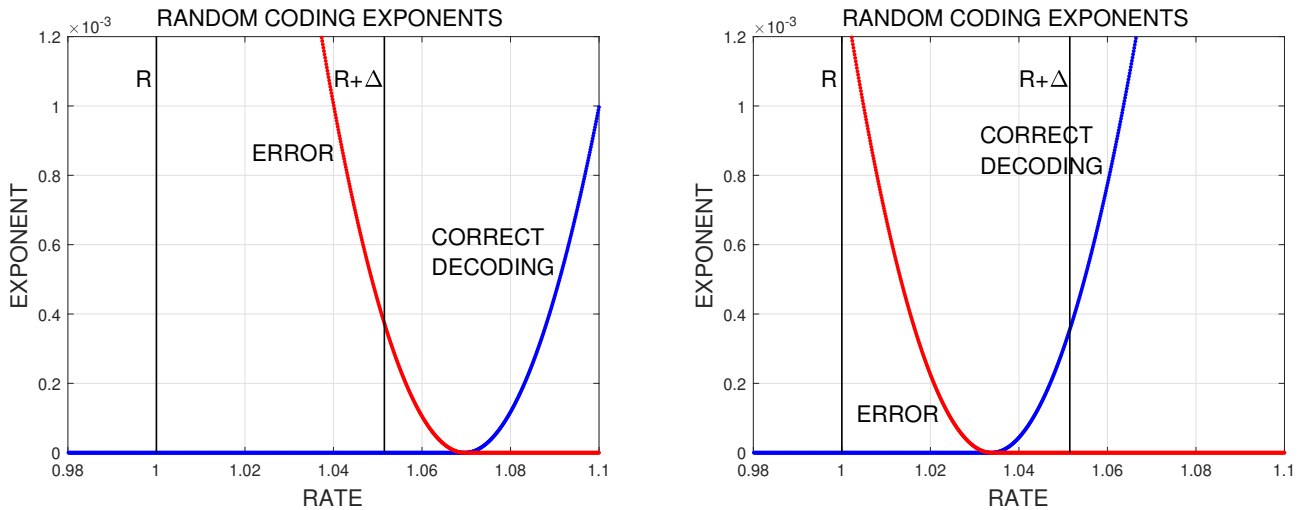 RANDOM CODING EXPONENTS
×10-3
1.2
1
0.8
0.6
0.4
0.2
0
EXPONENT
R
R+Δ
ERROR
CORRECT
DECODING
0.98
1
1.02
1.04
1.06
1.08
1.1
RATE
RANDOM CODING EXPONENTS
×10-3
1.2
1
0.8
0.6
0.4
0.2
0
EXPONENT
R
R+Δ
CORRECT
DECODING
ERROR
0.98
1
1.02
1.04
1.06
1.08
1.1
RATE